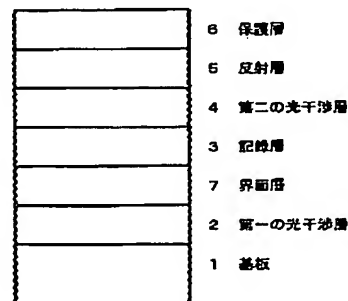 6 保護層
5 反射層
4 第二の光干渉層
3 記録層
7 界面層
2 第一の光干渉層
1 基板